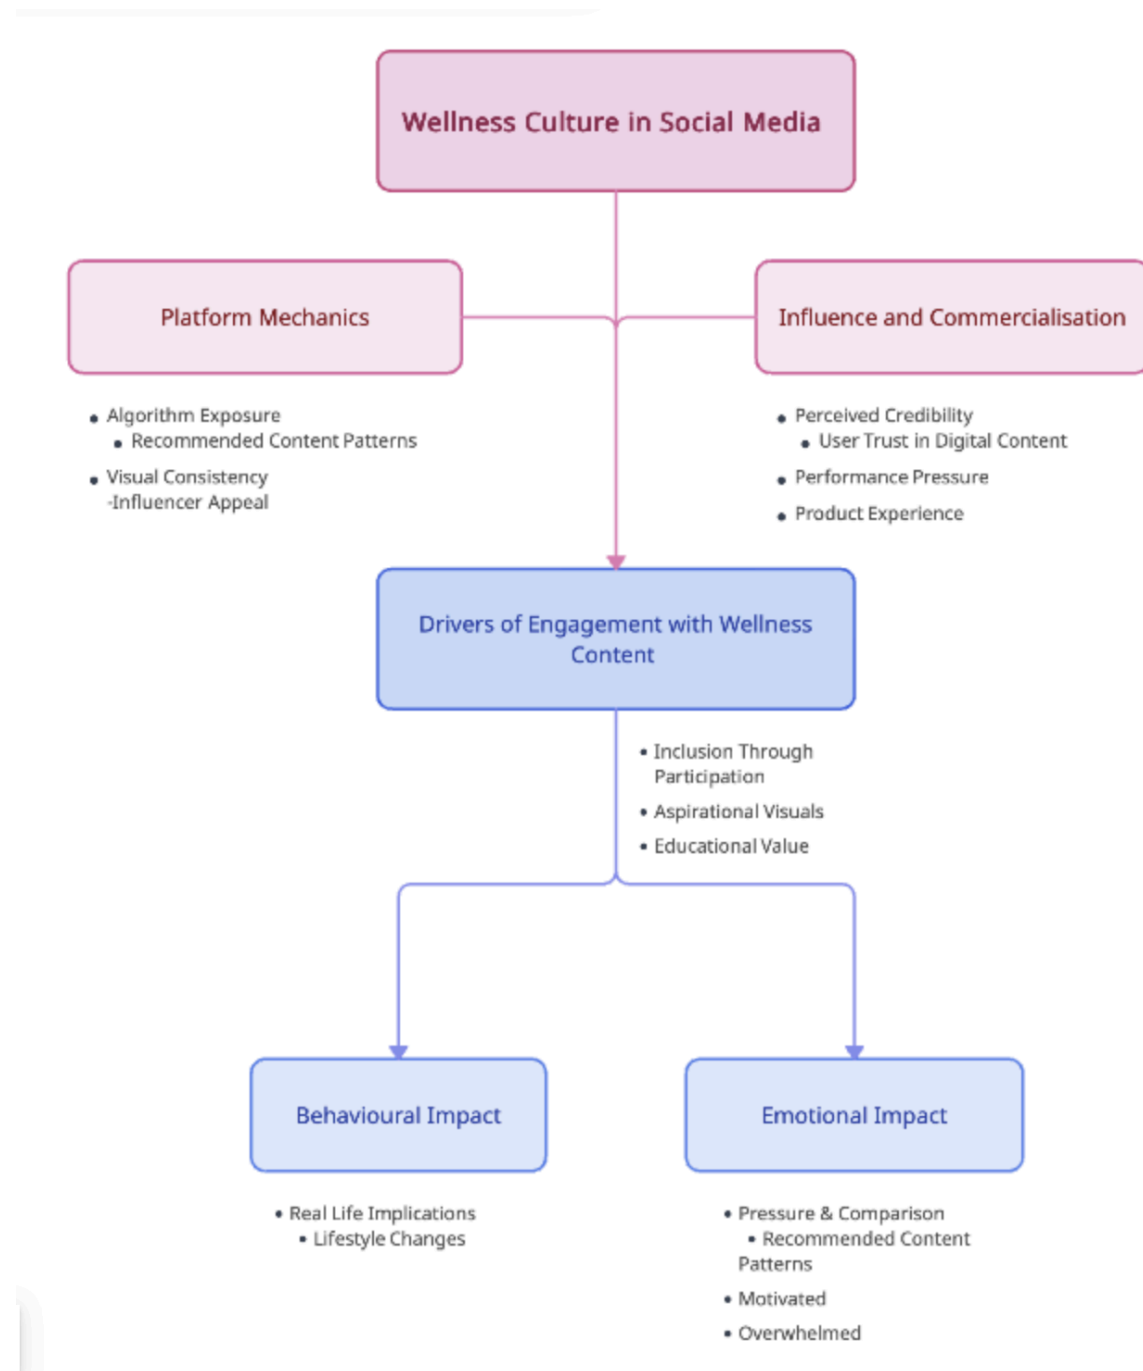 Wellness Culture in Social Media
Platform Mechanics
• Algorithm Exposure
• Recommended Content Patterns
• Visual Consistency
-Influencer Appeal
Influence and Commercialisation
• Perceived Credibility
• User Trust in Digital Content
• Performance Pressure
• Product Experience
Drivers of Engagement with Wellness
Content
• Inclusion Through
Participation
• Aspirational Visuals
• Educational Value
Behavioural Impact
• Real Life Implications
• Lifestyle Changes
Emotional Impact
• Pressure & Comparison
• Recommended Content
Patterns
• Motivated
• Overwhelmed